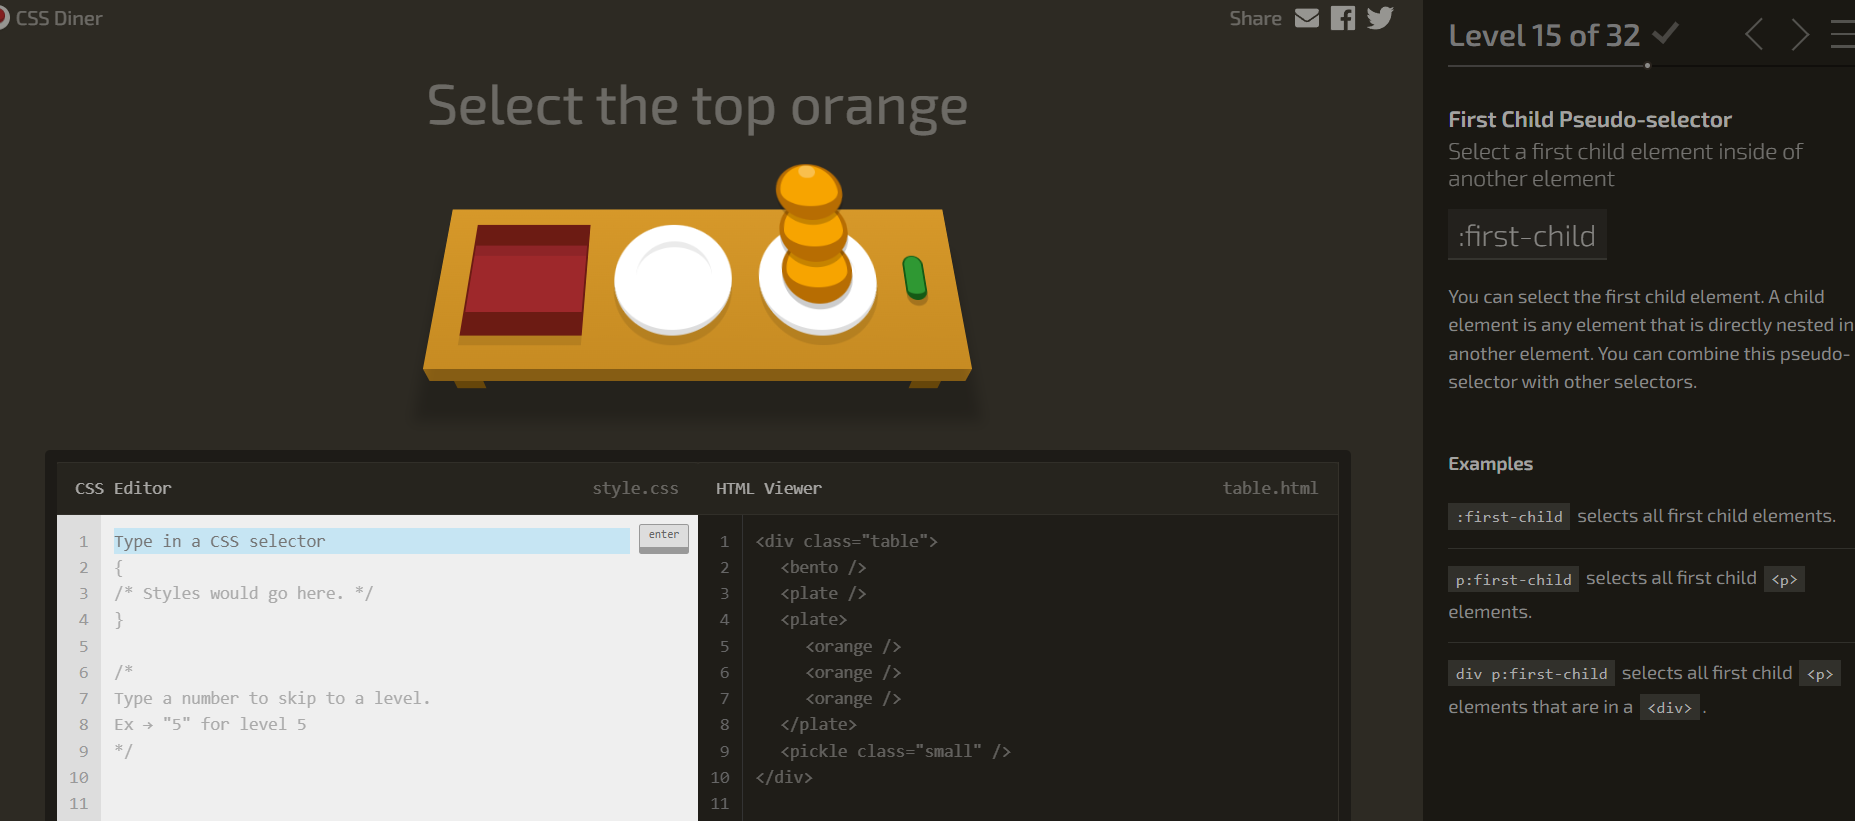 CSS Diner
Share
Select the top orange
CSS Editor
style.css
1
2
3
4
5
6
7
8
9
10
11
Type in a CSS selector
enter
{
/* Styles would go here. */
}
/*
Type a number to skip to a level.
Ex → "5" for level 5
*/
HTML Viewer
table.html
1
2
3
4
5
6
7
8
9
10
11
<div class="table">
<bento />
<plate />
<plate>
<orange />
<orange />
<orange />
</plate>
<pickle class="small" />
</div>
Level 15 of 32
First Child Pseudo-selector
Select a first child element inside of
another element
:first-child
You can select the first child element. A child
element is any element that is directly nested in
another element. You can combine this pseudo-
selector with other selectors.
Examples
:first-child selects all first child elements.
p:first-child selects all first child <p>
elements.
div p:first-child selects all first child <p>
elements that are in a <div> .